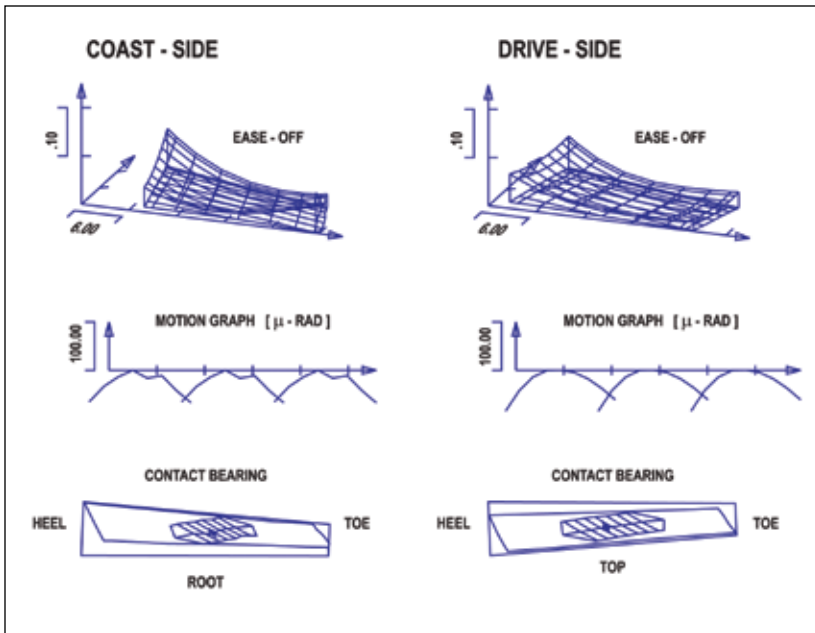 COAST - SIDE
DRIVE - SIDE
.10
EASE - OFF
6.00
.10
EASE - OFF
6.00
MOTION GRAPH [ μ - RAD ]
100.00
MOTION GRAPH [ μ - RAD ]
100.00
CONTACT BEARING
HEEL
TOE
ROOT
CONTACT BEARING
HEEL
TOE
TOP